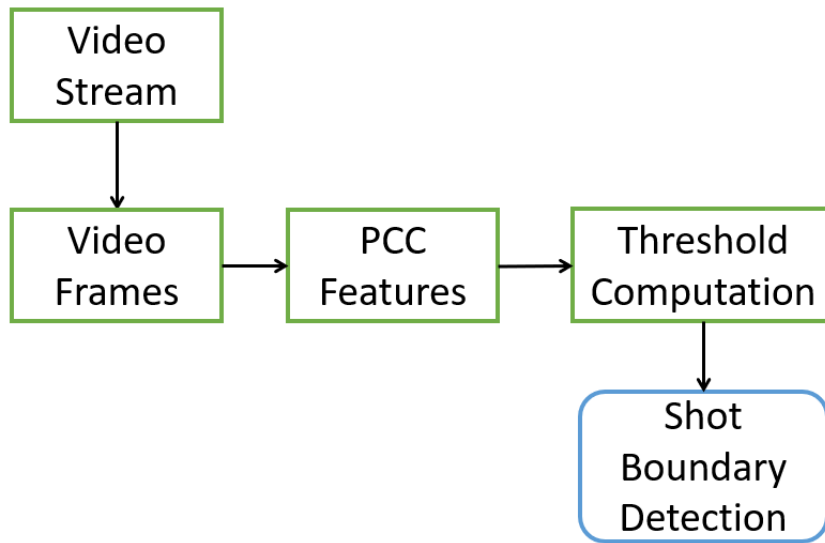 Video
Stream
Video
Frames
PCC
Features
Threshold
Computation
Shot
Boundary
Detection